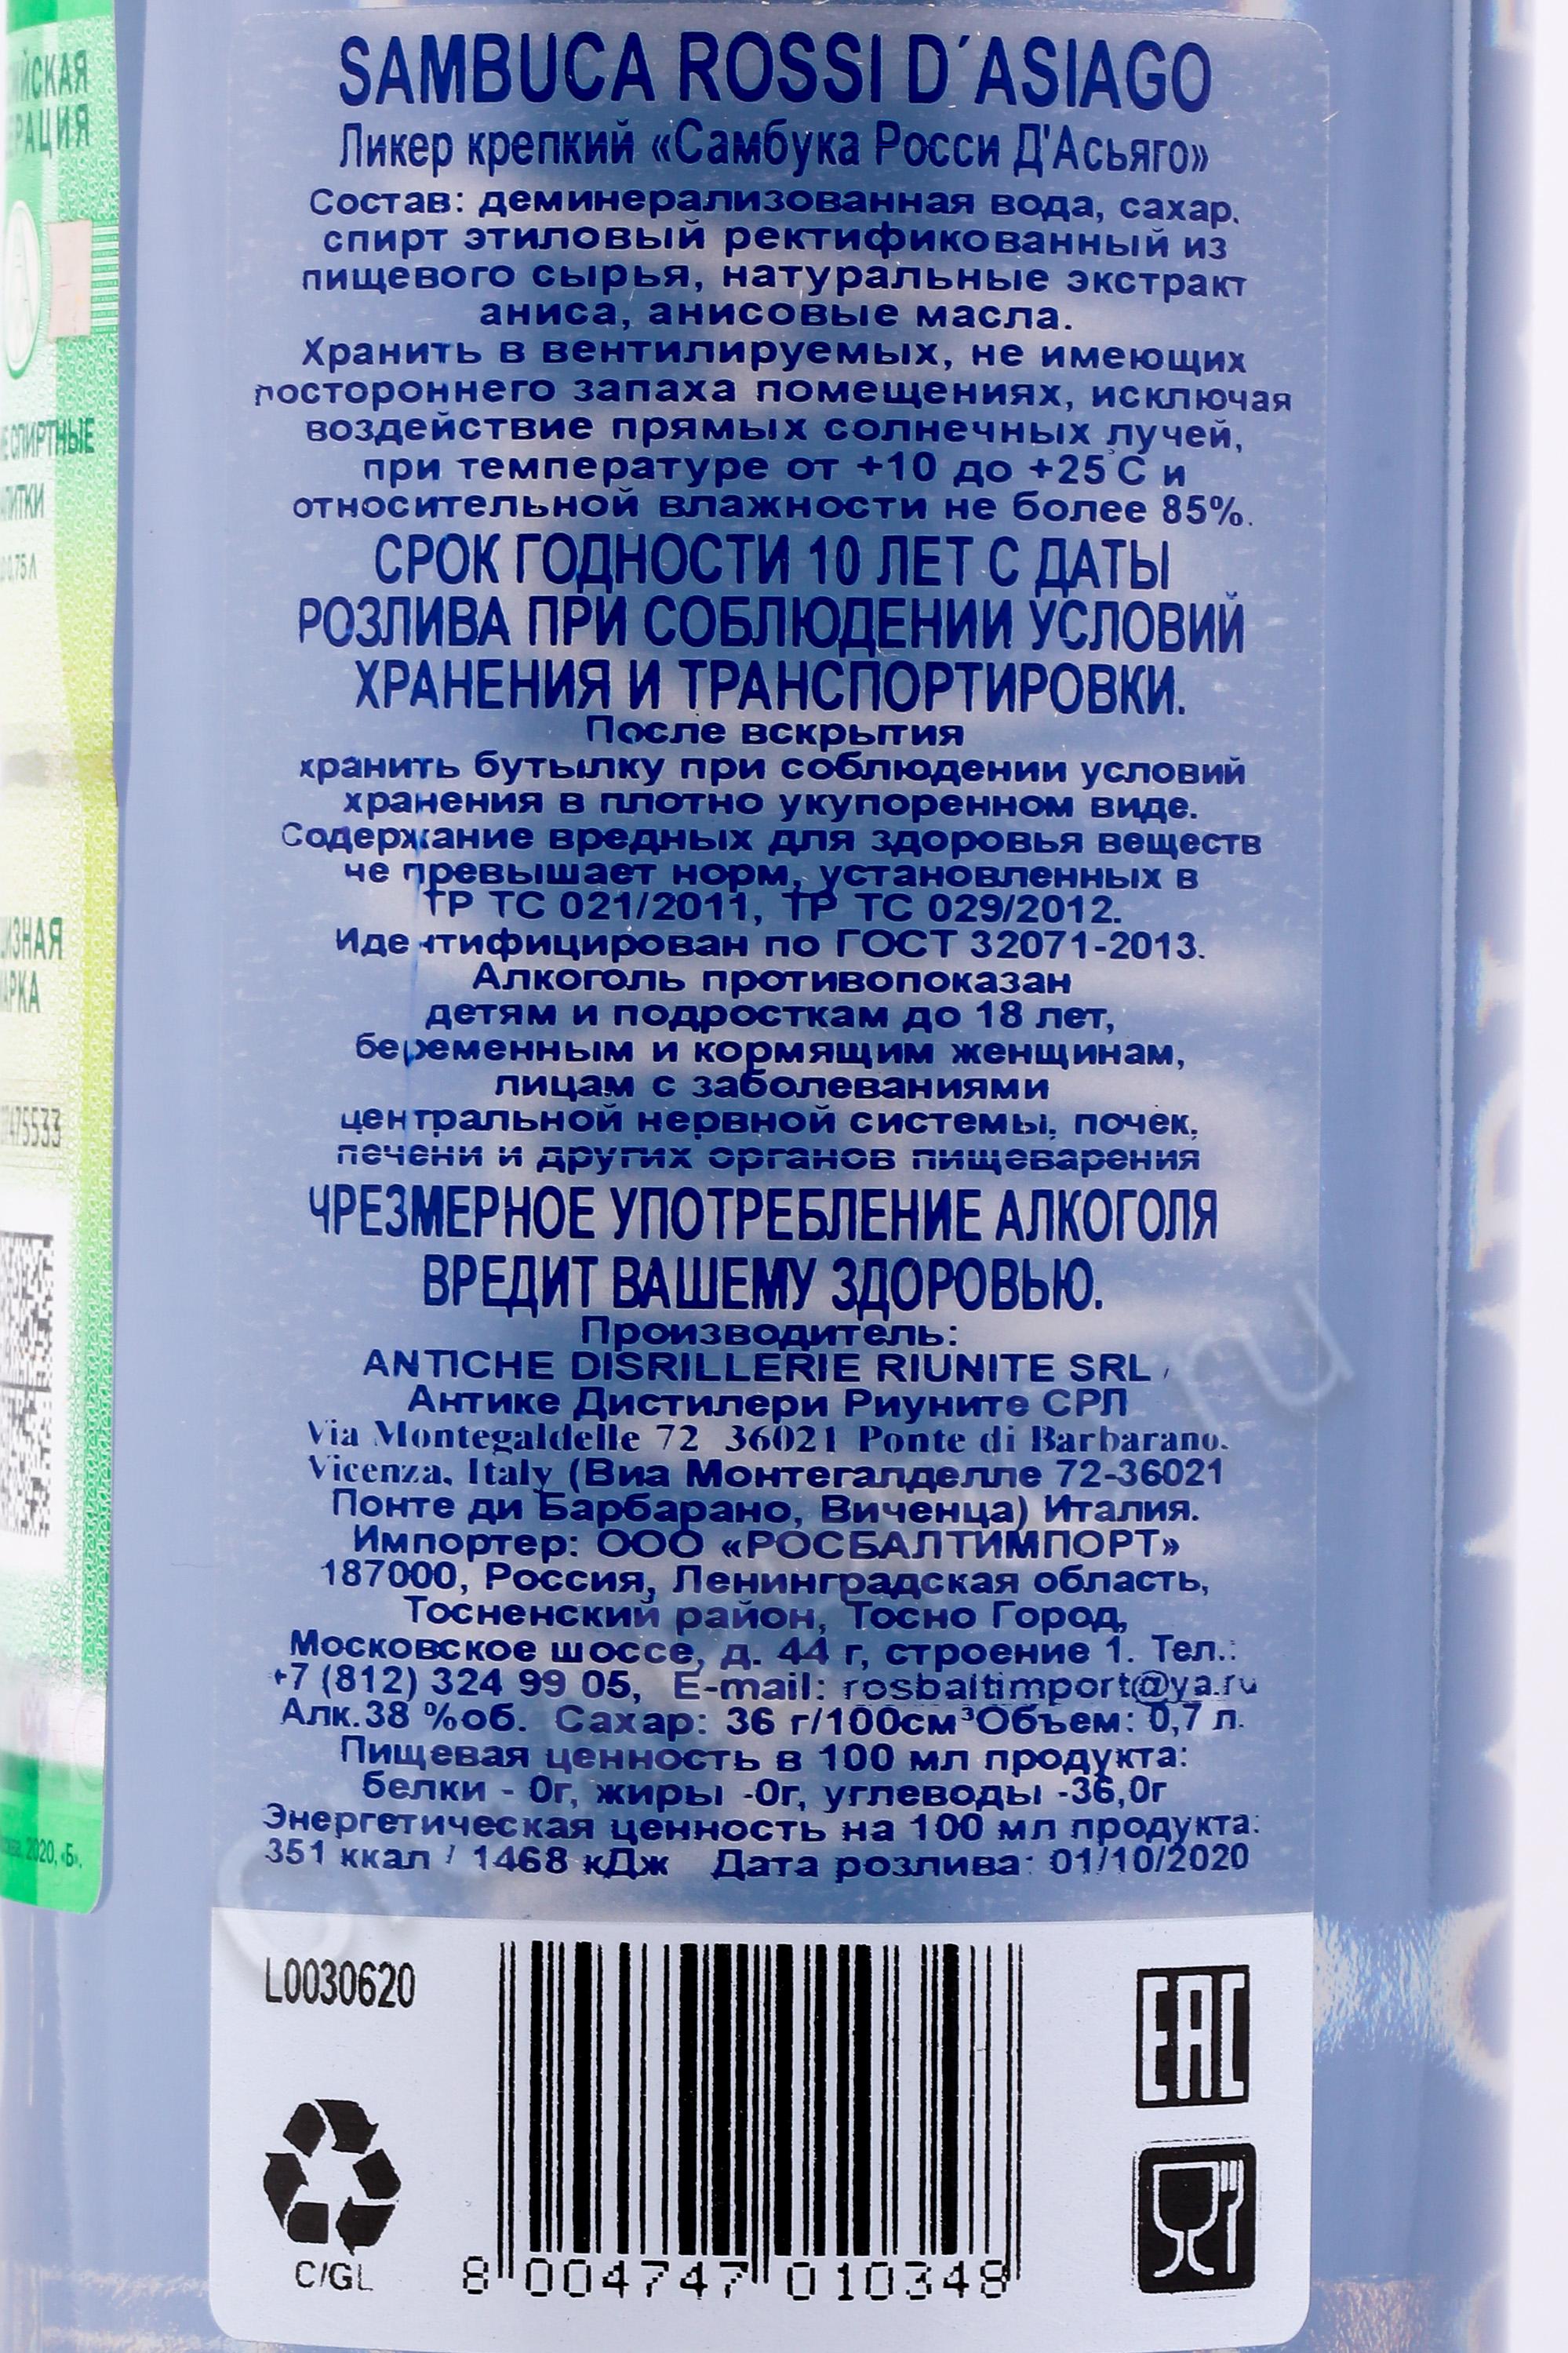 SAMBUCA ROSSI D´ASIAGO
Ликер крепкий «Самбука Росси Д'Асьяго»
Состав: деминерализованная вода, сахар,
спирт этиловый ректификованный из
пищевого сырья, натуральные экстракт
аниса, анисовые масла.
Хранить в вентилируемых, не имеющих
постороннего запаха помещениях, исключая
воздействие прямых солнечных лучей,
при температуре от +10 до +25°C и
относительной влажности не более 85%.
СРОК ГОДНОСТИ 10 ЛЕТ С ДАТЫ
РОЗЛИВА ПРИ СОБЛЮДЕНИИ УСЛОВИЙ
ХРАНЕНИЯ И ТРАНСПОРТИРОВКИ.
После вскрытия
хранить бутылку при соблюдении условий
хранения в плотно укупоренном виде.
Содержание вредных для здоровья веществ
не превышает норм, установленных в
ТР ТС 021/2011, ТР ТС 029/2012.
Идентифицирован по ГОСТ 32071-2013.
Алкоголь противопоказан
детям и подросткам до 18 лет,
беременным и кормящим женщинам,
лицам с заболеваниями
центральной нервной системы, почек,
печени и других органов пищеварения
ЧРЕЗМЕРНОЕ УПОТРЕБЛЕНИЕ АЛКОГОЛЯ
ВРЕДИТ ВАШЕМУ ЗДОРОВЬЮ.
Производитель:
ANTICHE DISRILLERIE RIUNITE SRL /
Антике Дистилери Риуните СРЛ
Via Montegaldelle 72 36021 Ponte di Barbarano.
Vicenza, Italy (Виа Монтегалделле 72-36021
Понте ди Барбарано, Виченца) Италия.
Импортер: ООО «РОСБАЛТИМПОРТ»
187000, Россия, Ленинградская область,
Тосненский район, Тосно Город,
Московское шоссе, д. 44 г, строение 1. Тел.:
+7 (812) 324 99 05, E-mail: rosbaltimport@ya.ru
Алк.38 %об. Сахар: 36 г/100см³Объем: 0,7 л.
Пищевая ценность в 100 мл продукта:
белки - 0г, жиры -0г, углеводы -36,0г
Энергетическая ценность на 100 мл продукта:
351 ккал / 1468 кДж Дата розлива: 01/10/2020
L0030620
EAC
C/GL
8 004747 010348
СПИРТНЫЕ
0.75 Л
475533
2020, «Б».